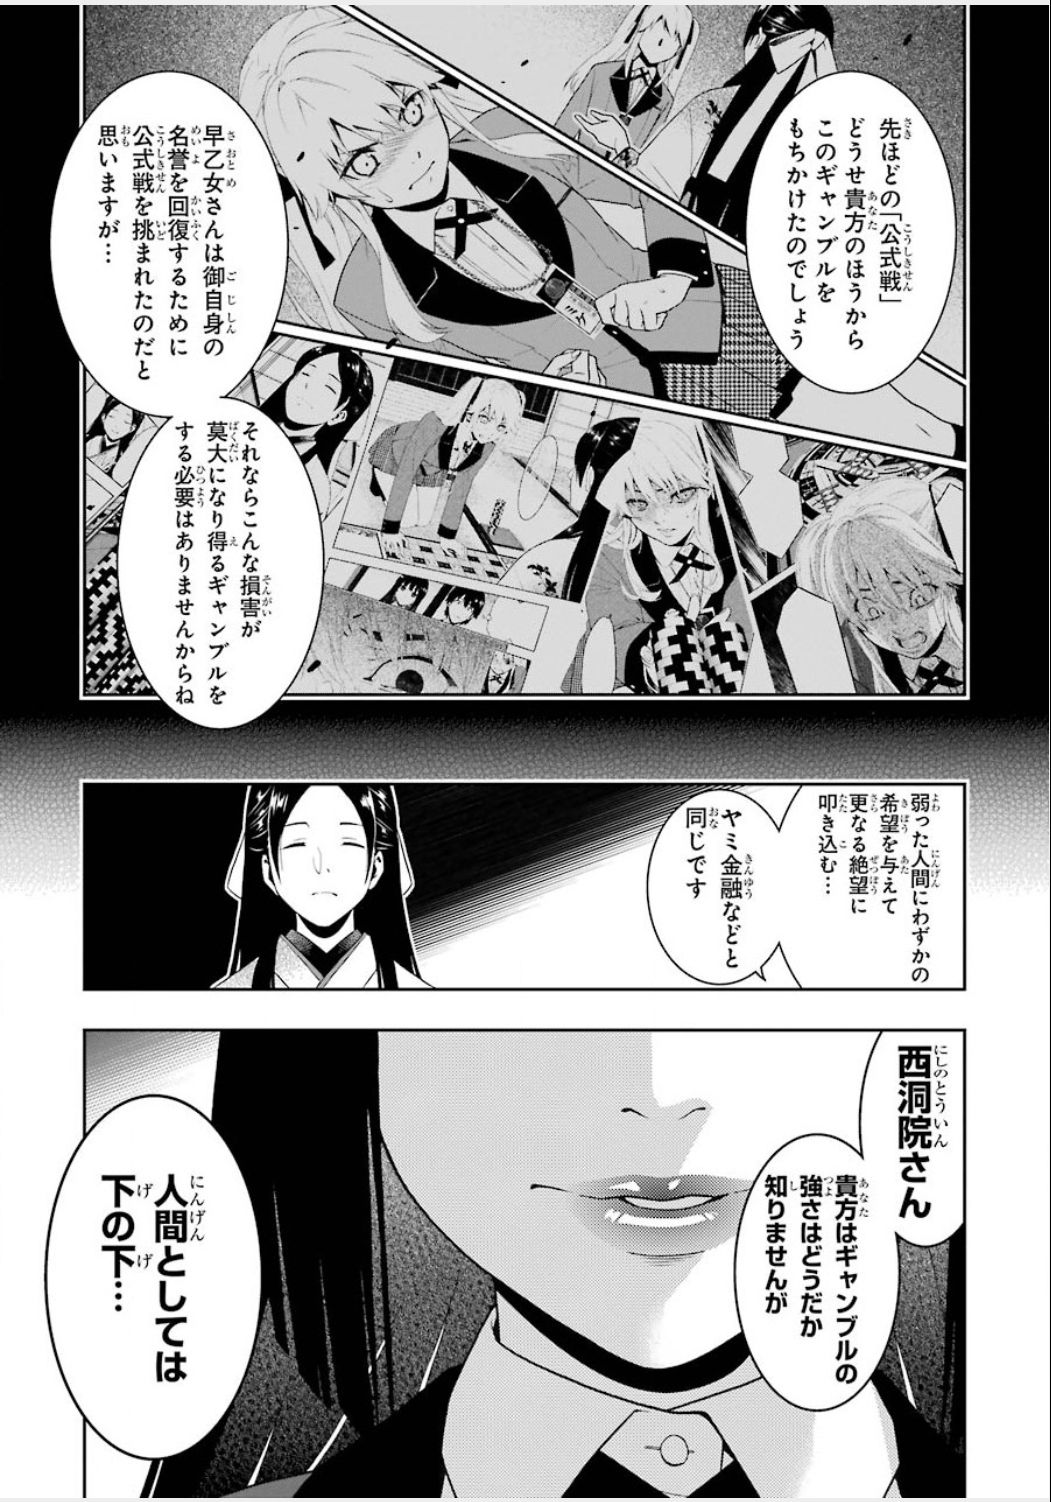 先ほどの「公式戦」
どうせ貴方のほうから
このギャンブルを
もちかけたのでしょう
早乙女さんは御自身の
名誉を回復するために
公式戦を挑まれたのだと
思いますが…
それならこんな損害が
莫大になり得るギャンブルを
する必要はありませんからね
弱った人間にわずかの
希望を与えて
更なる絶望に
叩き込む…
ヤミ金融などと
同じです
西洞院さん
貴方はギャンブルの
強さはどうだか
知りませんが
人間としては
下の下…